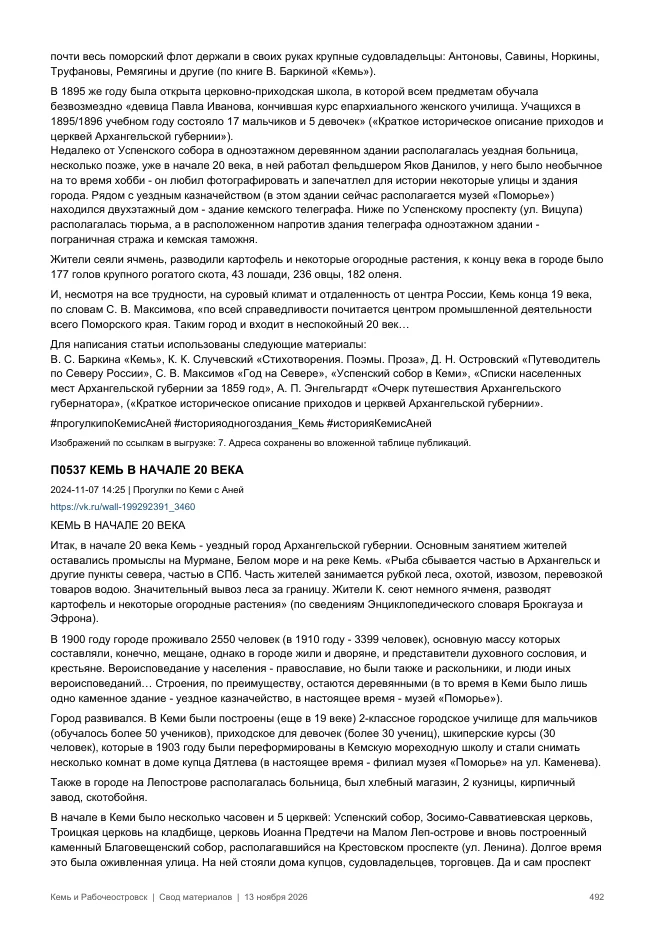 почти весь поморский флот держали в своих руках крупные судовладельцы: Антоновы, Савины, Норкины,
Труфановы, Ремягины и другие (по книге В. Баркиной «Кемь»).
В 1895 же году была открыта церковно-приходская школа, в которой всем предметам обучала
безвозмездно «девица Павла Иванова, кончившая курс епархиального женского училища. Учащихся в
1895/1896 учебном году состояло 17 мальчиков и 5 девочек» («Краткое историческое описание приходов и
церквей Архангельской губернии»).
Недалеко от Успенского собора в одноэтажном деревянном здании располагалась уездная больница,
несколько позже, уже в начале 20 века, в ней работал фельдшером Яков Данилов, у него было необычное
на то время хобби - он любил фотографировать и запечатлел для истории некоторые улицы и здания
города. Рядом с уездным казначейством (в этом здании сейчас располагается музей «Поморье»)
находился двухэтажный дом - здание кемского телеграфа. Ниже по Успенскому проспекту (ул. Вицупа)
располагалась тюрьма, а в расположенном напротив здания телеграфа одноэтажном здании -
пограничная стража и кемская таможня.
Жители сеяли ячмень, разводили картофель и некоторые огородные растения, к концу века в городе было
177 голов крупного рогатого скота, 43 лошади, 236 овцы, 182 оленя.
И, несмотря на все трудности, на суровый климат и отдаленность от центра России, Кемь конца 19 века,
по словам С. В. Максимова, «по всей справедливости почитается центром промышленной деятельности
всего Поморского края. Таким город и входит в неспокойный 20 век…
Для написания статьи использованы следующие материалы:
В. С. Баркина «Кемь», К. К. Случевский «Стихотворения. Поэмы. Проза», Д. Н. Островский «Путеводитель
по Северу России», С. В. Максимов «Год на Севере», «Успенский собор в Кеми», «Списки населенных
мест Архангельской губернии за 1859 год», А. П. Энгельгардт «Очерк путешествия Архангельского
губернатора», («Краткое историческое описание приходов и церквей Архангельской губернии».
#прогулкипоКемисАней #историяодногоздания_Кемь #историяКемисАней
Изображений по ссылкам в выгрузке: 7. Адреса сохранены во вложенной таблице публикаций.
П0537 КЕМЬ В НАЧАЛЕ 20 ВЕКА
2024-11-07 14:25 | Прогулки по Кеми с Аней
https://vk.ru/wall-199292391_3460
КЕМЬ В НАЧАЛЕ 20 ВЕКА
Итак, в начале 20 века Кемь - уездный город Архангельской губернии. Основным занятием жителей
оставались промыслы на Мурмане, Белом море и на реке Кемь. «Рыба сбывается частью в Архангельск и
другие пункты севера, частью в СПб. Часть жителей занимается рубкой леса, охотой, извозом, перевозкой
товаров водою. Значительный вывоз леса за границу. Жители К. сеют немного ячменя, разводят
картофель и некоторые огородные растения» (по сведениям Энциклопедического словаря Брокгауза и
Эфрона).
В 1900 году городе проживало 2550 человек (в 1910 году - 3399 человек), основную массу которых
составляли, конечно, мещане, однако в городе жили и дворяне, и представители духовного сословия, и
крестьяне. Вероисповедание у населения - православие, но были также и раскольники, и люди иных
вероисповеданий… Строения, по преимуществу, остаются деревянными (в то время в Кеми было лишь
одно каменное здание - уездное казначейство, в настоящее время - музей «Поморье»).
Город развивался. В Кеми были построены (еще в 19 веке) 2-классное городское училище для мальчиков
(обучалось более 50 учеников), приходское для девочек (более 30 учениц), шкиперские курсы (30
человек), которые в 1903 году были переформированы в Кемскую мореходную школу и стали снимать
несколько комнат в доме купца Дятлева (в настоящее время - филиал музея «Поморье» на ул. Каменева).
Также в городе на Лепострове располагалась больница, был хлебный магазин, 2 кузницы, кирпичный
завод, скотобойня.
В начале в Кеми было несколько часовен и 5 церквей: Успенский собор, Зосимо-Савватиевская церковь,
Троицкая церковь на кладбище, церковь Иоанна Предтечи на Малом Леп-острове и вновь построенный
каменный Благовещенский собор, располагавшийся на Крестовском проспекте (ул. Ленина). Долгое время
это была оживленная улица. На ней стояли дома купцов, судовладельцев, торговцев. Да и сам проспект
Кемь и Рабочеостровск | Свод материалов | 13 ноября 2026
492